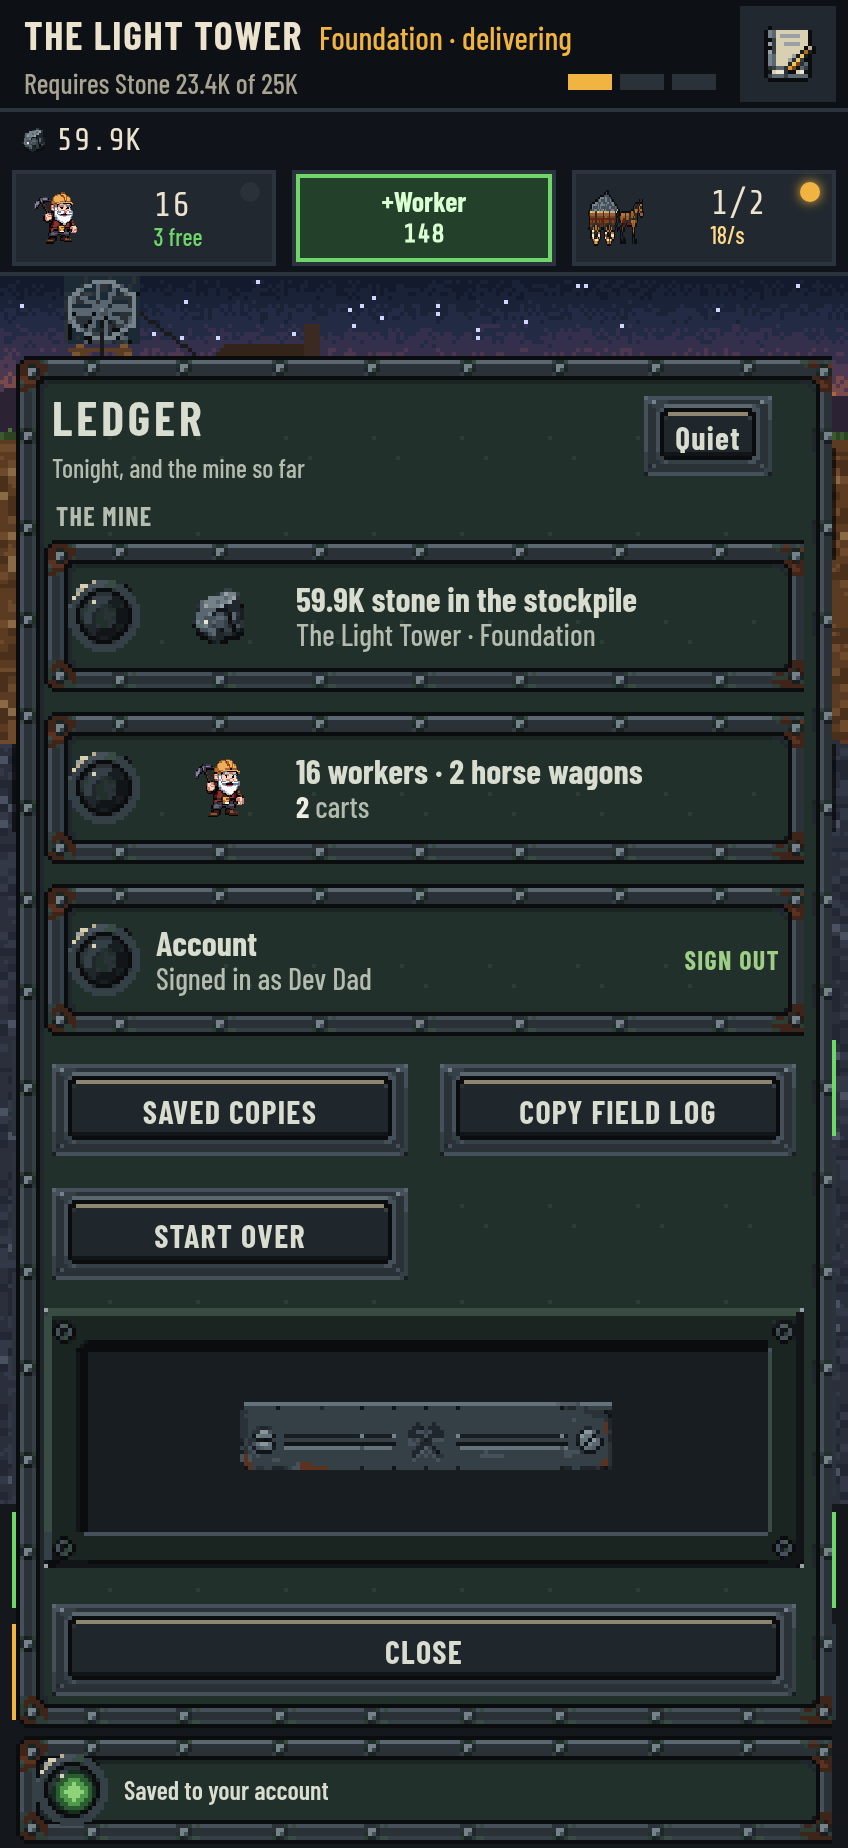 THE LIGHT TOWER Foundation · delivering
Requires Stone 23.4K of 25K
59.9K
16
3 free
+Worker
148
1/2
18/s
LEDGER
Quiet
Tonight, and the mine so far
THE MINE
59.9K stone in the stockpile
The Light Tower · Foundation
16 workers · 2 horse wagons
2 carts
Account
Signed in as Dev Dad
SIGN OUT
SAVED COPIES
COPY FIELD LOG
START OVER
CLOSE
Saved to your account